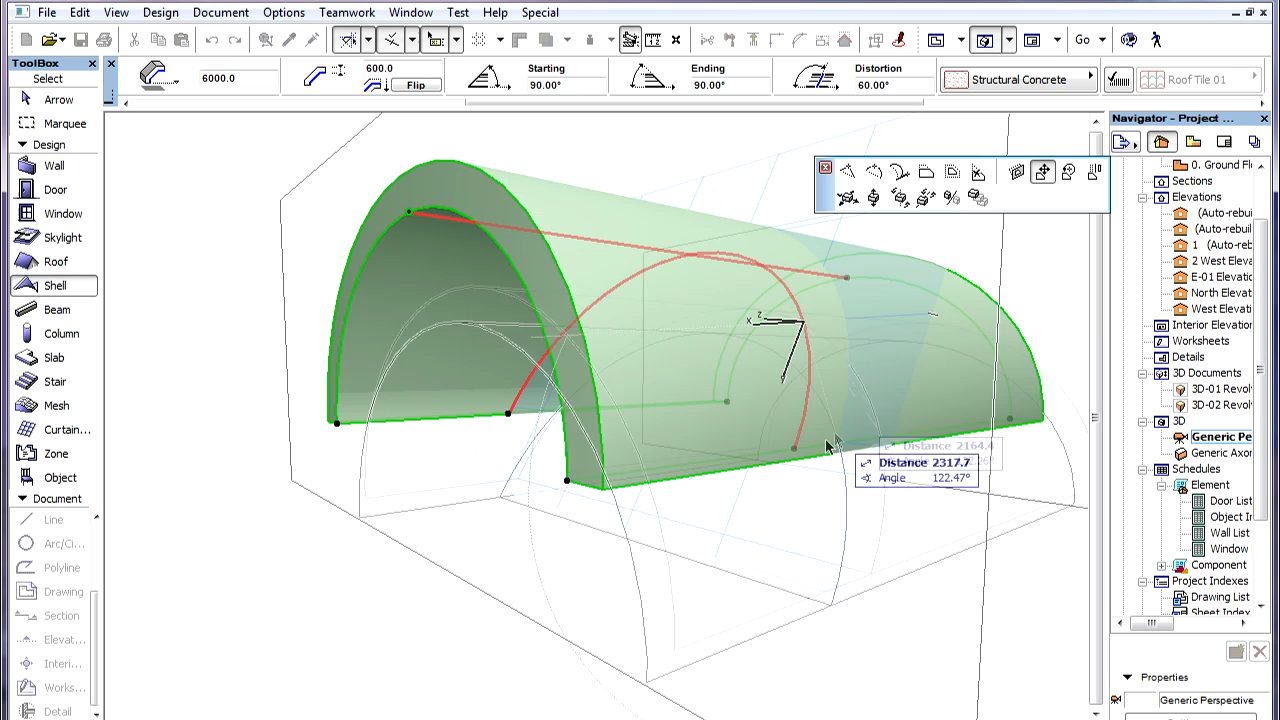 File Edit View Design Document Options Teamwork Window Test Help Special
ToolBox
Select
Arrow
Marquee
Design
Wall
Door
Window
Skylight
Roof
Shell
Beam
Column
Slab
Stair
Mesh
Curtain...
Zone
Object
Document
Line
Arc/Ci...
Polyline
Drawing
Section
Elevat...
Interi...
Works...
Detail
6000.0
600.0
Flip
Starting
90.00°
Ending
90.00°
Distortion
60.00°
Structural Concrete
Roof Tile 01
Go
x
z
y
Distance 2164.4
Distance 2317.7
Angle 122.47°
Navigator - Project ...
0. Ground Fl
Sections
Elevations
(Auto-rebui
(Auto-rebui
1 (Auto-reb
2 West Eleva
E-01 Elevatio
North Elevat
West Elevat
Interior Elevation
Worksheets
Details
3D Documents
3D-01 Revol
3D-02 Revol
3D
Generic Pe
Generic Axon
Schedules
Element
Door List
Object In
Wall List
Window
Component
Project Indexes
Drawing List
Sheet Index
Properties
Generic Perspective